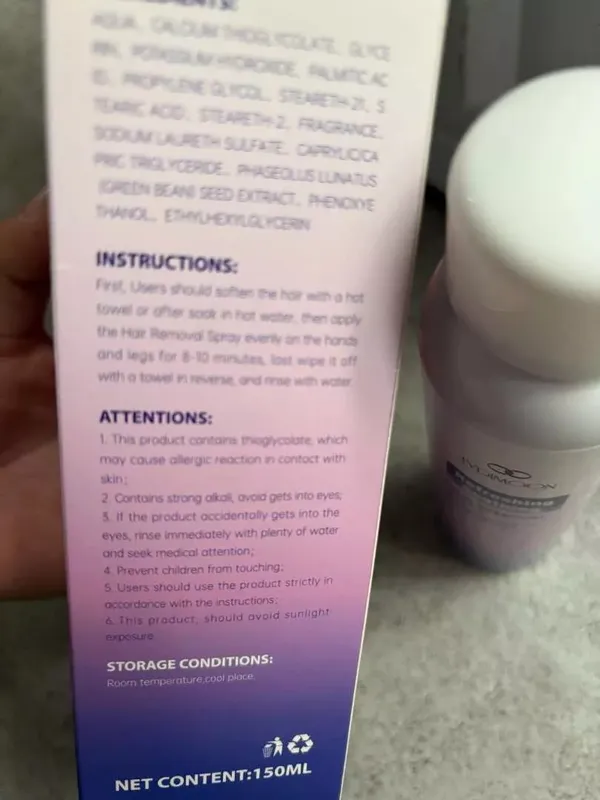 AQUA, CALCIUM THIOGLYCOLATE, GLYCE
RIN, POTASSIUM HYDROXIDE, PALMITIC AC
ID, PROPYLENE GLYCOL, STEARETH-21, S
TEARIC ACID, STEARETH-2, FRAGRANCE,
SODIUM LAURETH SULFATE, CAPRYLIC/CA
PRIC TRIGLYCERIDE, PHASEOLUS LUNATUS
(GREEN BEAN) SEED EXTRACT, PHENOXYE
THANOL, ETHYLHEXYLGLYCERIN
INSTRUCTIONS:
First, Users should soften the hair with a hot
towel or after soak in hot water, then apply
the Hair Removal Spray evenly on the hands
and legs for 8-10 minutes, last wipe it off
with a towel in reverse, and rinse with water.
ATTENTIONS:
1. This product contains thioglycolate, which
may cause allergic reaction in contact with
skin;
2. Contains strong alkali, avoid gets into eyes;
3. If the product accidentally gets into the
eyes, rinse immediately with plenty of water
and seek medical attention;
4. Prevent children from touching;
5. Users should use the product strictly in
accordance with the instructions;
6. This product, should avoid sunlight
exposure.
STORAGE CONDITIONS:
Room temperature,cool place.
NET CONTENT:150ML
Refreshing